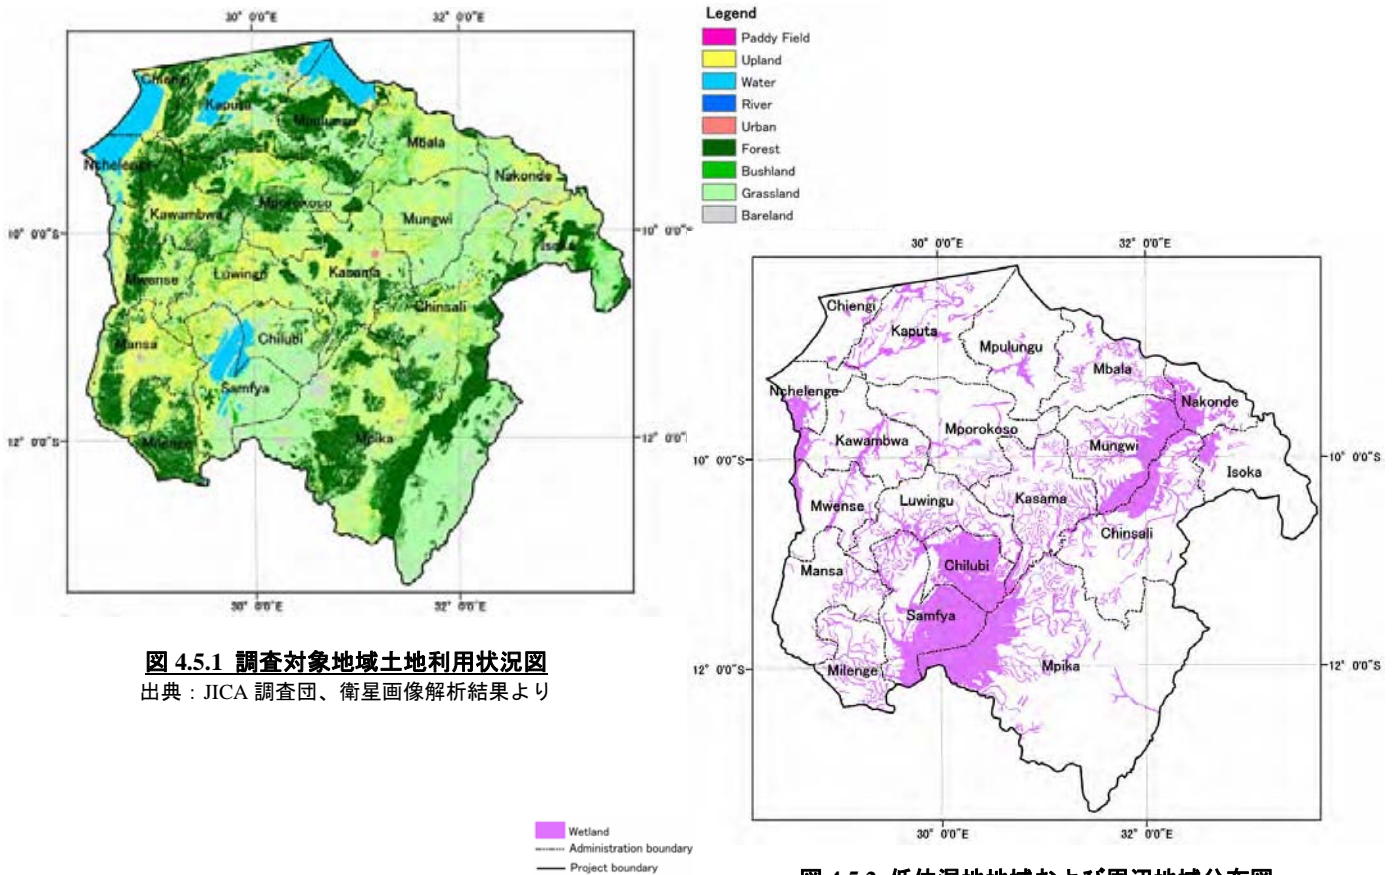 30° 0'0"E
32° 0'0"E
Chiengi
Kaputa
Mpulungu
Mbala
Nchelenge
Nakonde
Kawambwa
Mporokoso
Mungwi
10° 0'0"S
10° 0'0"S
Isoka
Mwense
Luwingu
Kasama
Chinsali
Mansa
Chilubi
Samfya
Milenge
Mpika
12° 0'0"S
12° 0'0"
30° 0'0"E
32° 0'0"E
図 4.5.1 調査対象地域土地利用状況図
出典：JICA 調査団、衛星画像解析結果より
Legend
Paddy Field
Upland
Water
River
Urban
Forest
Bushland
Grassland
Bareland
30° 0'0"E
32° 0'0"E
Chiengi
Kaputa
Mpulungu
Mbala
Nchelenge
Nakonde
Mporokoso
Kawambwa
Mungwi
10° 0'0"S
10° 0'0"S
Isoka
Luwingu
Kasama
Mwense
Chinsali
Chilubi
Mansa
Samfya
Milenge
Mpika
12° 0'0"S
12° 0'0"S
30° 0'0"E
32° 0'0"E
Wetland
Administration boundary
Project boundary